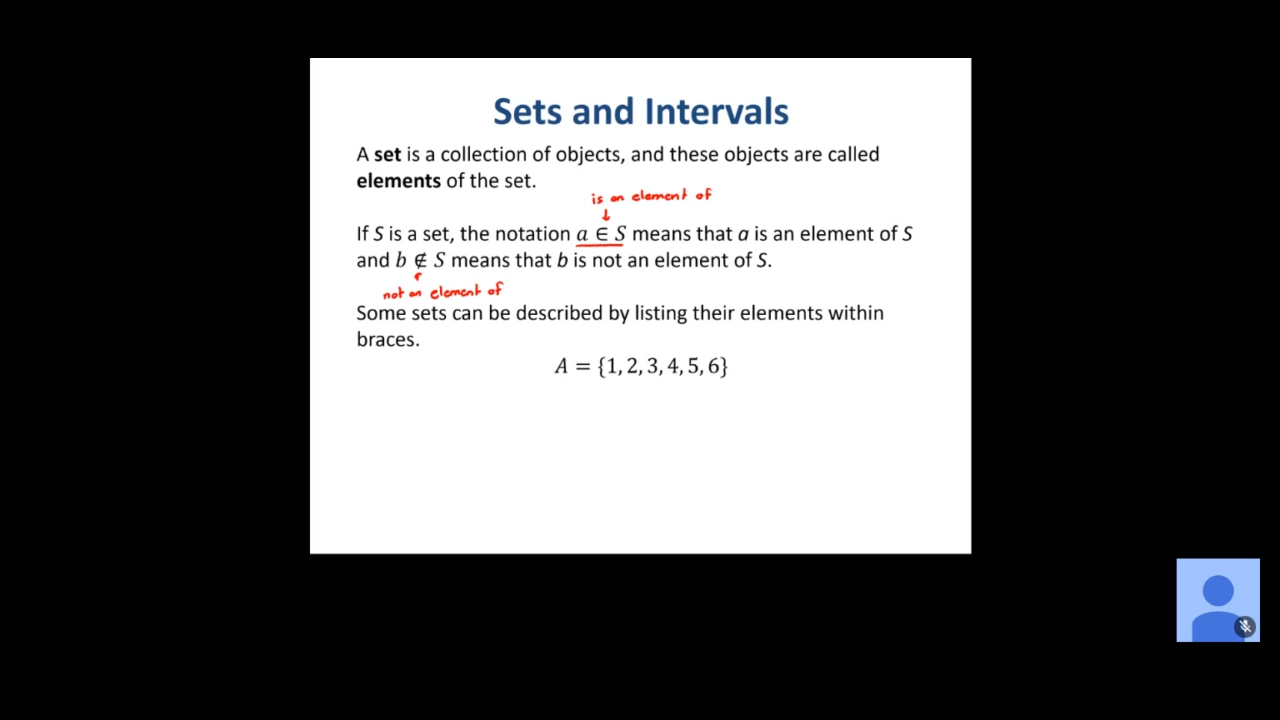 Sets and Intervals
A set is a collection of objects, and these objects are called
elements of the set.
is an element of
If S is a set, the notation a ∈ S means that a is an element of S
and b ∉ S means that b is not an element of S.
not an element of
Some sets can be described by listing their elements within
braces.
A = {1, 2, 3, 4, 5, 6}